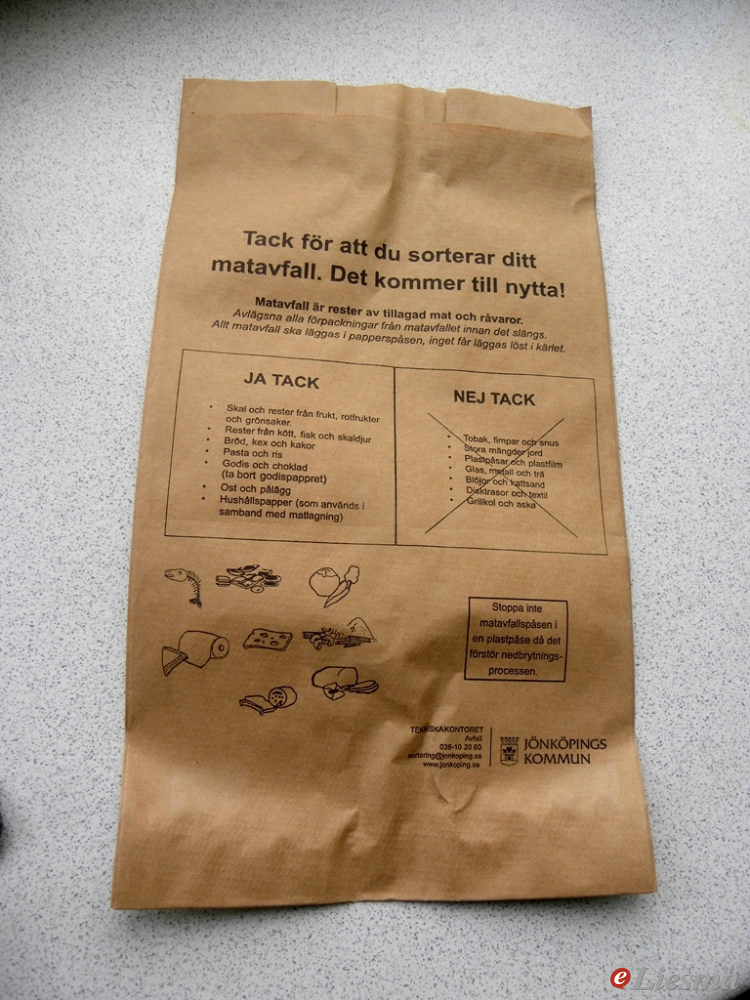 Tack för att du sorterar ditt
matavfall. Det kommer till nytta!
Matavfall är rester av tillagad mat och råvaror.
Avlägsna alla förpackningar från matavfallet innan det slängs.
Allt matavfall ska läggas i papperspåsen, inget får läggas löst i kärlet.
JA TACK
• Skal och rester från frukt, rotfrukter
och grönsaker.
• Rester från kött, fisk och skaldjur
• Bröd, kex och kakor
• Pasta och ris
• Godis och choklad
(ta bort godispappret)
• Ost och pålägg
• Hushållspapper (som används i
samband med matlagning)
NEJ TACK
• Tobak, fimpar och snus
• Stora mängder jord
• Plastpåsar och plastfilm
• Glas, metall och trä
• Blöjor och kattsand
• Disktrasor och textil
• Grillkol och aska
Stoppa inte
matavfallspåsen i
en plastpåse då det
förstör nedbrytnings-
processen.
TEKNISKAKONTORET
Avfall
036-10 20 60
sortering@jonkoping.se
www.jonkoping.se
JÖNKÖPINGS
KOMMUN
eLiesma